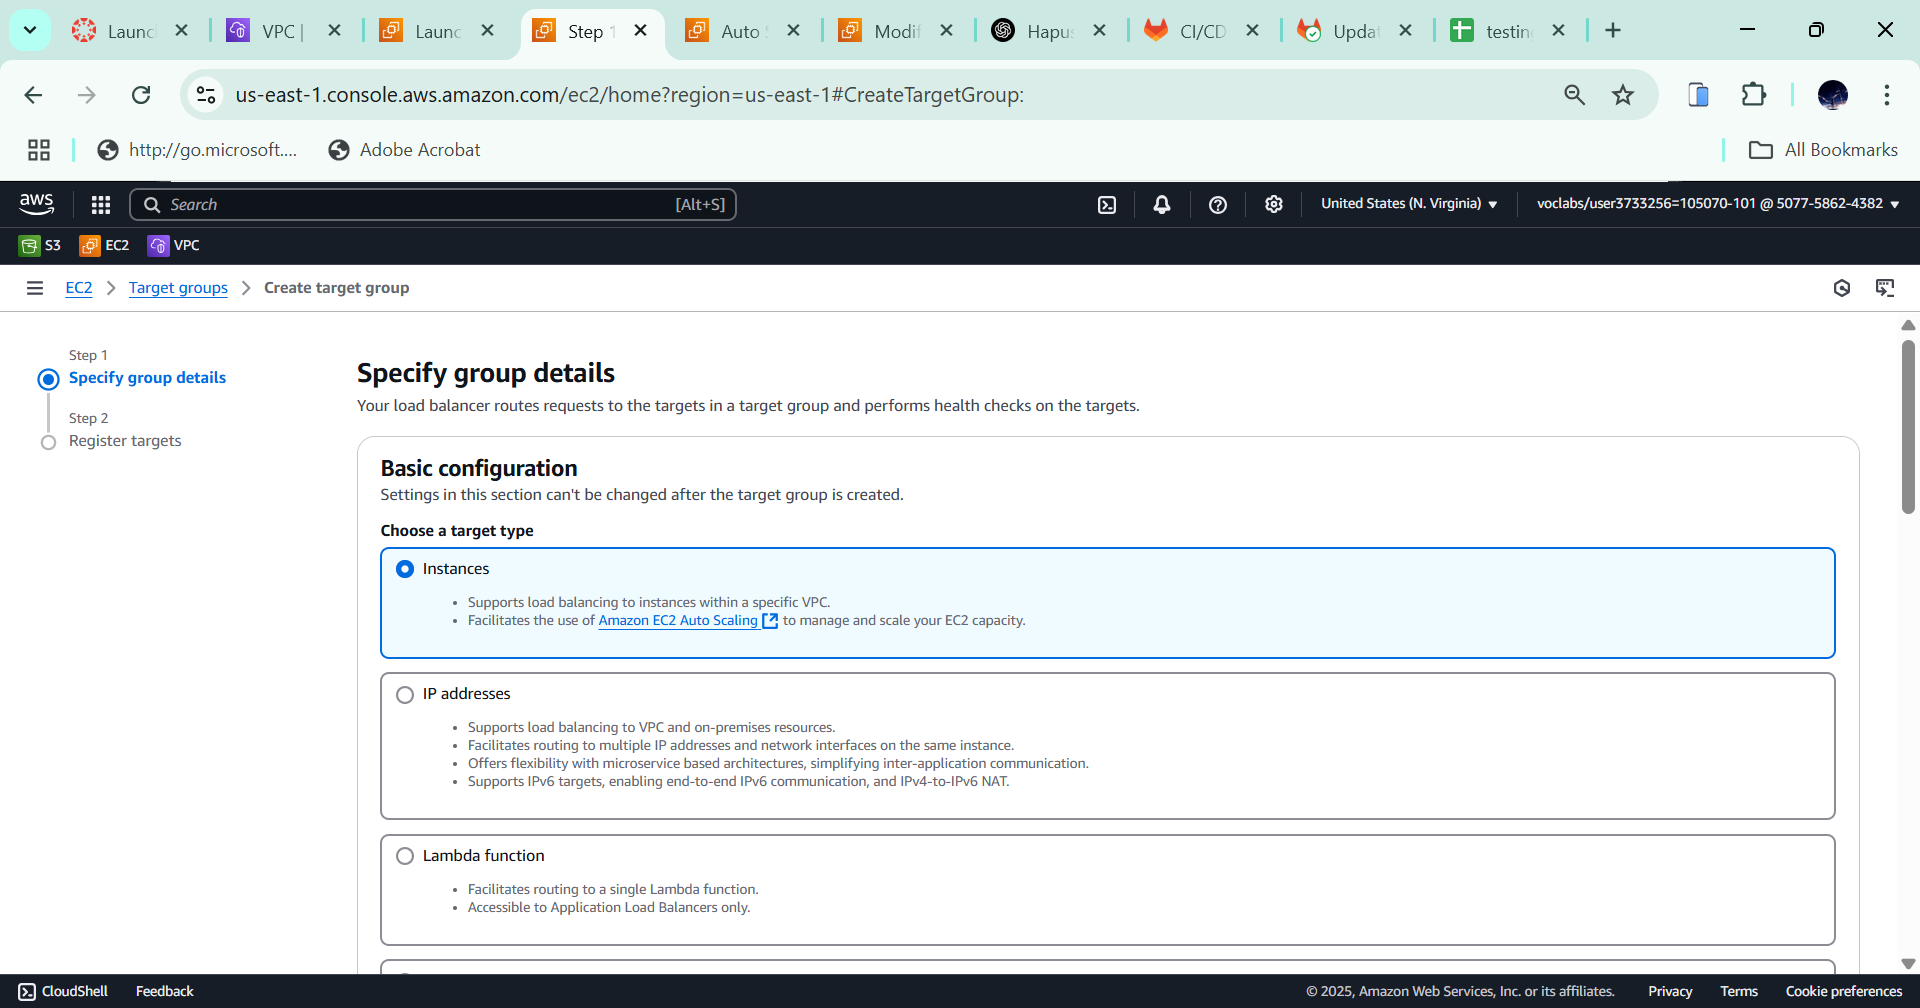 Launc
VPC |
Launc
Step 1
Auto S
Modif
Hapus
CI/CD
Updat
testin
us-east-1.console.aws.amazon.com/ec2/home?region=us-east-1#CreateTargetGroup:
http://go.microsoft....
Adobe Acrobat
All Bookmarks
aws
Search
[Alt+S]
United States (N. Virginia)
voclabs/user3733256=105070-101 @ 5077-5862-4382
S3
EC2
VPC
EC2
Target groups
Create target group
Step 1
Specify group details
Step 2
Register targets
Specify group details
Your load balancer routes requests to the targets in a target group and performs health checks on the targets.
Basic configuration
Settings in this section can't be changed after the target group is created.
Choose a target type
Instances
• Supports load balancing to instances within a specific VPC.
• Facilitates the use of Amazon EC2 Auto Scaling to manage and scale your EC2 capacity.
IP addresses
• Supports load balancing to VPC and on-premises resources.
• Facilitates routing to multiple IP addresses and network interfaces on the same instance.
• Offers flexibility with microservice based architectures, simplifying inter-application communication.
• Supports IPv6 targets, enabling end-to-end IPv6 communication, and IPv4-to-IPv6 NAT.
Lambda function
• Facilitates routing to a single Lambda function.
• Accessible to Application Load Balancers only.
CloudShell
Feedback
© 2025, Amazon Web Services, Inc. or its affiliates.
Privacy
Terms
Cookie preferences